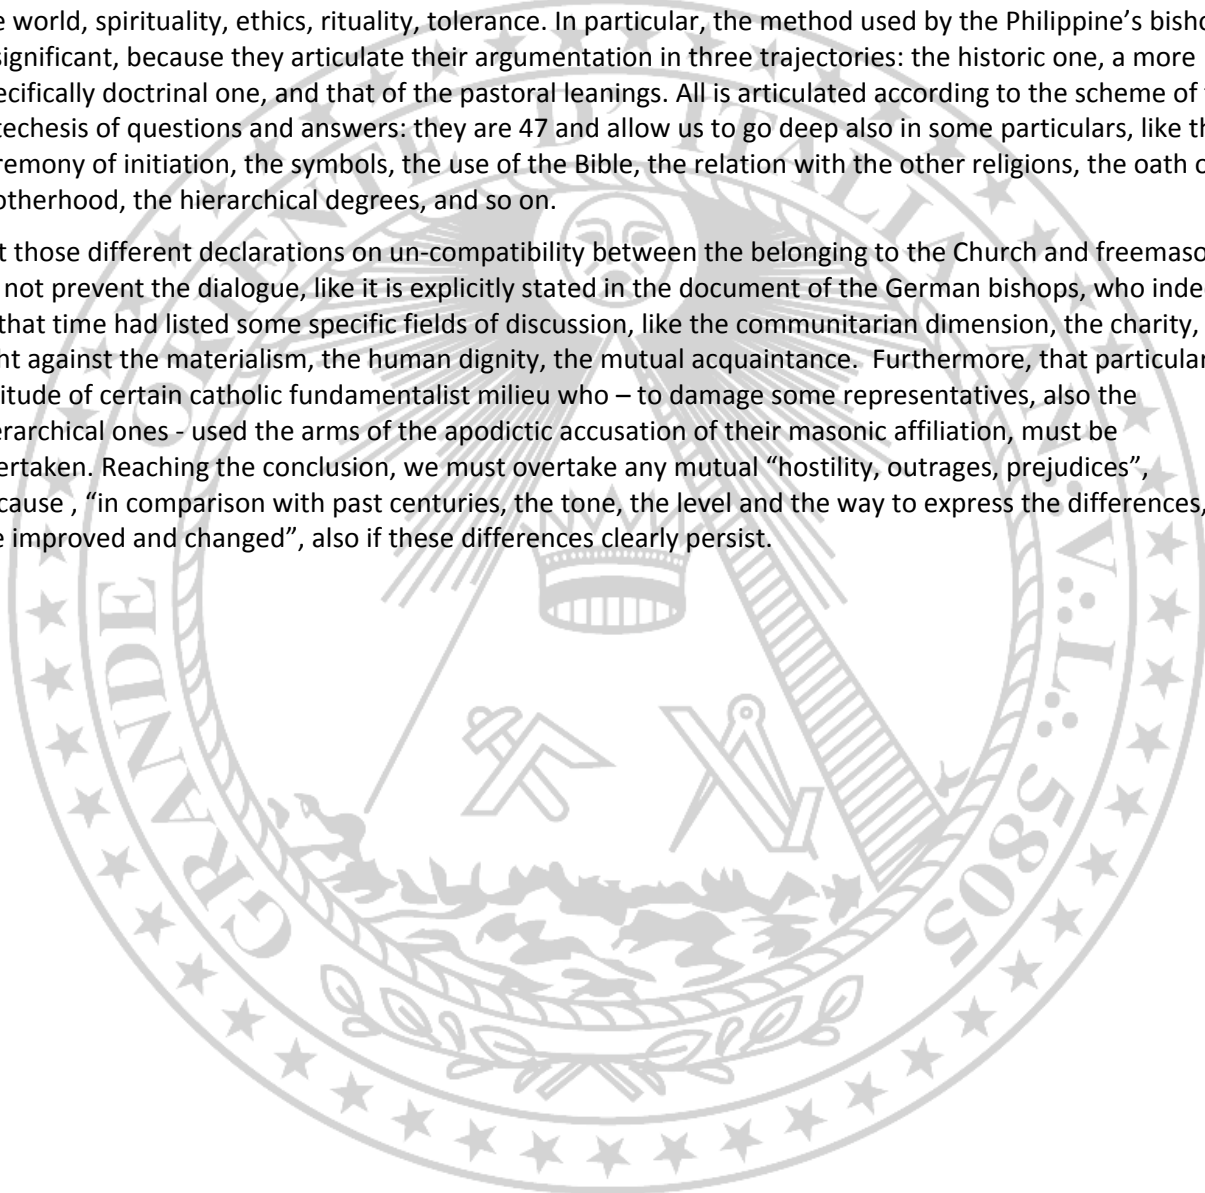 e world, spirituality, ethics, rituality, tolerance. In particular, the method used by the Philippine’s bisho
significant, because they articulate their argumentation in three trajectories: the historic one, a more
ecifically doctrinal one, and that of the pastoral leanings. All is articulated according to the scheme of
techesis of questions and answers: they are 47 and allow us to go deep also in some particulars, like th
remony of initiation, the symbols, the use of the Bible, the relation with the other religions, the oath o
otherhood, the hierarchical degrees, and so on.
t those different declarations on un-compatibility between the belonging to the Church and freemaso
not prevent the dialogue, like it is explicitly stated in the document of the German bishops, who inde
that time had listed some specific fields of discussion, like the communitarian dimension, the charity,
ht against the materialism, the human dignity, the mutual acquaintance. Furthermore, that particular
itude of certain catholic fundamentalist milieu who – to damage some representatives, also the
erarchical ones - used the arms of the apodictic accusation of their masonic affiliation, must be
ertaken. Reaching the conclusion, we must overtake any mutual “hostility, outrages, prejudices”,
cause , “in comparison with past centuries, the tone, the level and the way to express the differences,
e improved and changed”, also if these differences clearly persist.
GRANDE ORIENTE D' ITALIA A∴V∴L∴ 5805